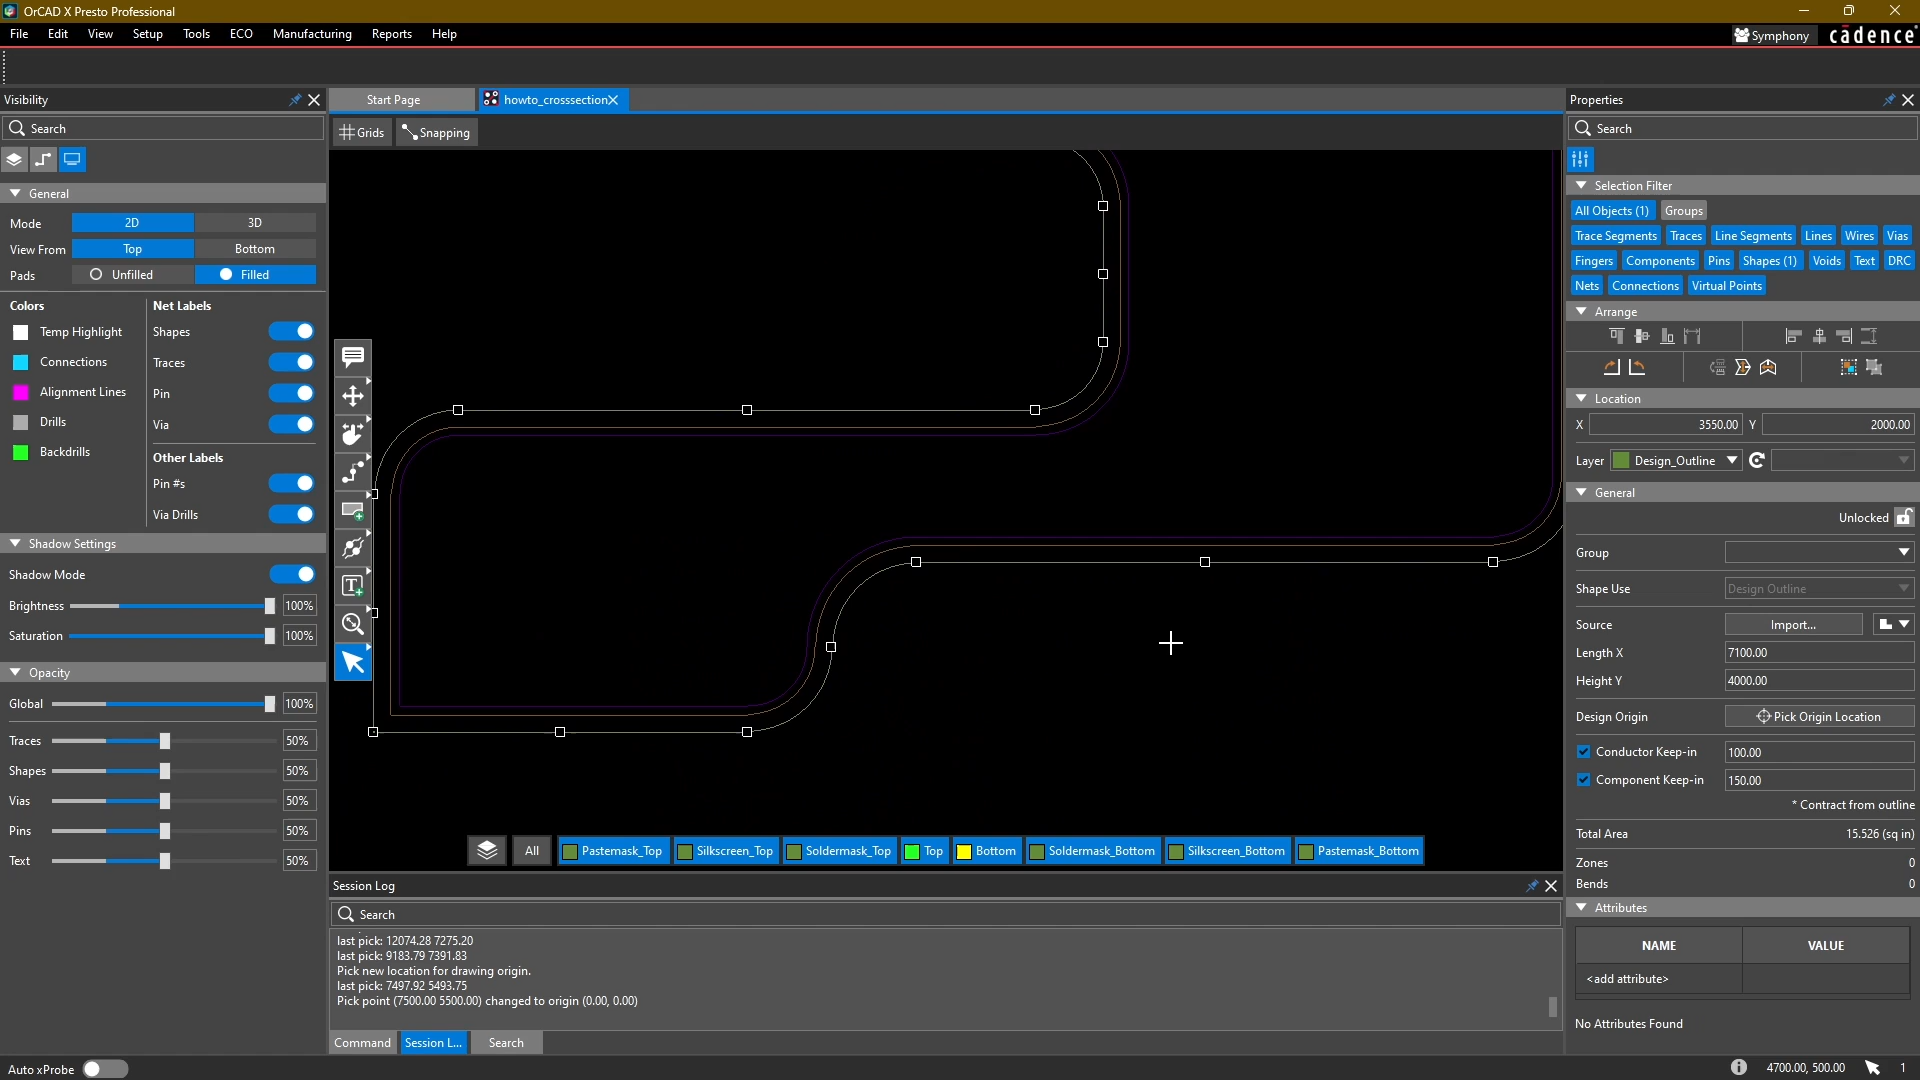 OrCAD X Presto Professional
File Edit View Setup Tools ECO Manufacturing Reports Help
Symphony cādence
Visibility
Search
General
Mode 2D 3D
View From Top Bottom
Pads Unfilled Filled
Colors
Temp Highlight
Connections
Alignment Lines
Drills
Backdrills
Net Labels
Shapes
Traces
Pin
Via
Other Labels
Pin #s
Via Drills
Shadow Settings
Shadow Mode
Brightness 100%
Saturation 100%
Opacity
Global 100%
Traces 50%
Shapes 50%
Vias 50%
Pins 50%
Text 50%
Start Page howto_crosssection
Grids Snapping
All Pastemask_Top Silkscreen_Top Soldermask_Top Top Bottom Soldermask_Bottom Silkscreen_Bottom Pastemask_Bottom
Session Log
Search
last pick: 12074.28 7275.20
last pick: 9183.79 7391.83
Pick new location for drawing origin.
last pick: 7497.92 5493.75
Pick point (7500.00 5500.00) changed to origin (0.00, 0.00)
Command Session L... Search
Properties
Search
Selection Filter
All Objects (1) Groups
Trace Segments Traces Line Segments Lines Wires Vias
Fingers Components Pins Shapes (1) Voids Text DRC
Nets Connections Virtual Points
Arrange
Location
X 3550.00 Y 2000.00
Layer Design_Outline
General
Unlocked
Group
Shape Use Design Outline
Source Import...
Length X 7100.00
Height Y 4000.00
Design Origin Pick Origin Location
Conductor Keep-in 100.00
Component Keep-in 150.00
* Contract from outline
Total Area 15.526 (sq in)
Zones 0
Bends 0
Attributes
NAME VALUE
<add attribute>
No Attributes Found
Auto xProbe
4700.00, 500.00 1